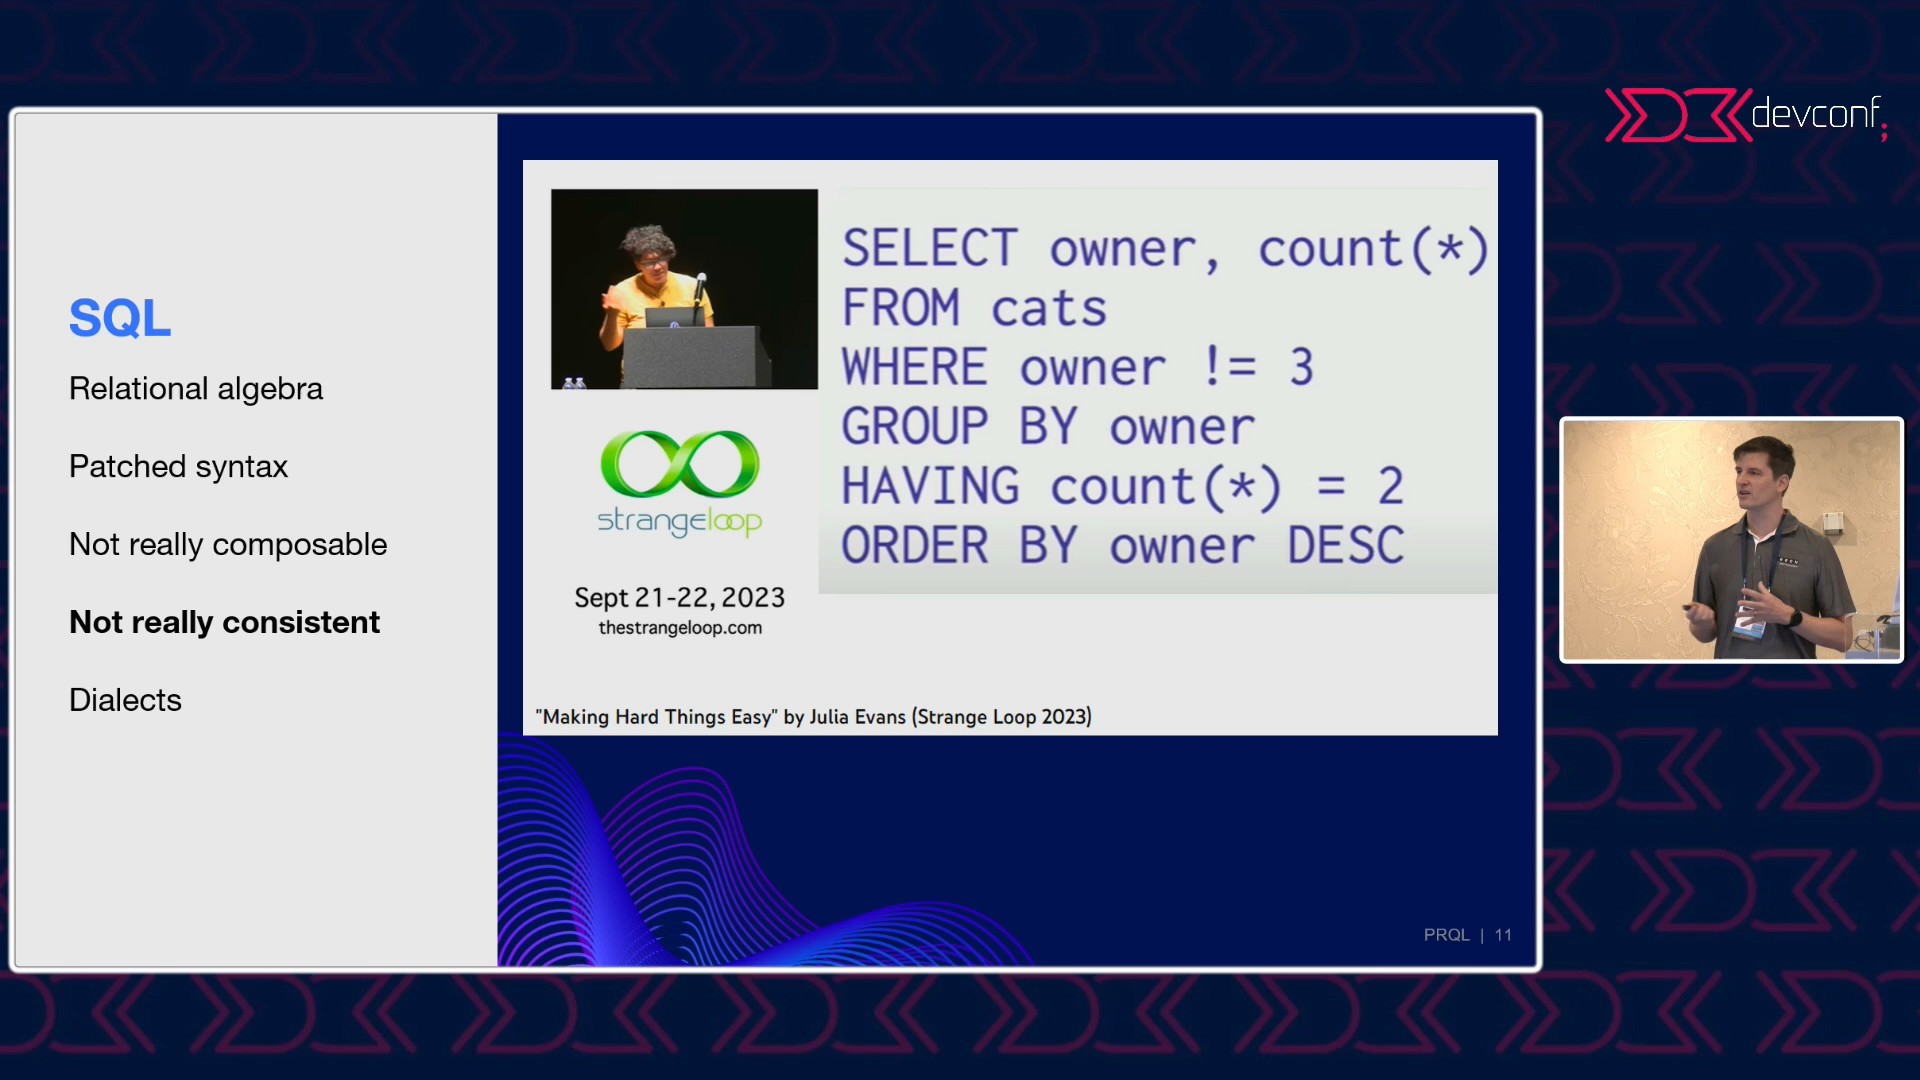 devconf;
SQL
Relational algebra
Patched syntax
Not really composable
Not really consistent
Dialects
SELECT owner, count(*)
FROM cats
WHERE owner != 3
GROUP BY owner
HAVING count(*) = 2
ORDER BY owner DESC
strangeloop
Sept 21-22, 2023
thestrangeloop.com
"Making Hard Things Easy" by Julia Evans (Strange Loop 2023)
PRQL | 11